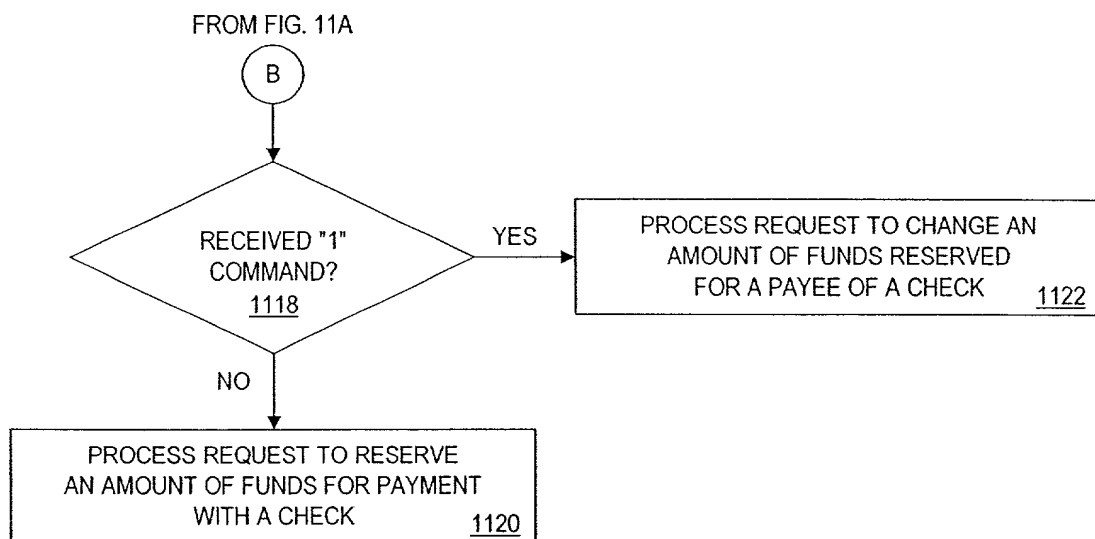 FROM FIG. 11A
B
RECEIVED "1"
COMMAND?
1118
YES
PROCESS REQUEST TO CHANGE AN
AMOUNT OF FUNDS RESERVED
FOR A PAYEE OF A CHECK
1122
NO
PROCESS REQUEST TO RESERVE
AN AMOUNT OF FUNDS FOR PAYMENT
WITH A CHECK
1120